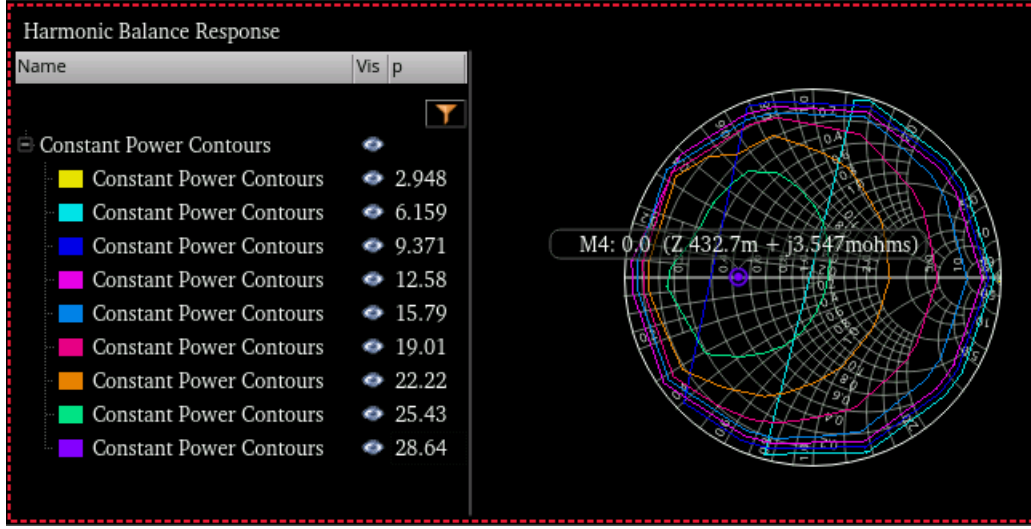 Harmonic Balance Response
Name Vis p
Constant Power Contours
Constant Power Contours 2.948
Constant Power Contours 6.159
Constant Power Contours 9.371
Constant Power Contours 12.58
Constant Power Contours 15.79
Constant Power Contours 19.01
Constant Power Contours 22.22
Constant Power Contours 25.43
Constant Power Contours 28.64
M4: 0.0 (Z 432.7m + j3.547mohms)